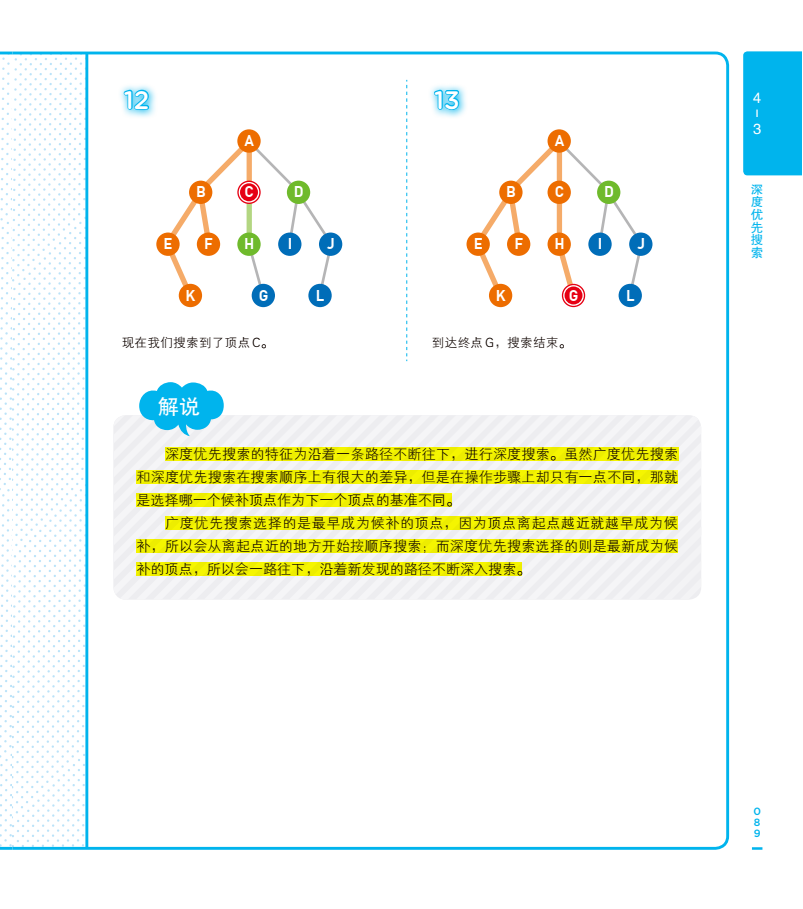 12
A
B C D
E F H I J
K G L
现在我们搜索到了顶点C。
13
A
B C D
E F H I J
K G L
到达终点G，搜索结束。
解说
深度优先搜索的特征为沿着一条路径不断往下，进行深度搜索。虽然广度优先搜索
和深度优先搜索在搜索顺序上有很大的差异，但是在操作步骤上却只有一点不同，那就
是选择哪一个候补顶点作为下一个顶点的基准不同。
广度优先搜索选择的是最早成为候补的顶点，因为顶点离起点越近就越早成为候
补，所以会从离起点近的地方开始按顺序搜索；而深度优先搜索选择的则是最新成为候
补的顶点，所以会一路往下，沿着新发现的路径不断深入搜索。
4-3
深度优先搜索
089